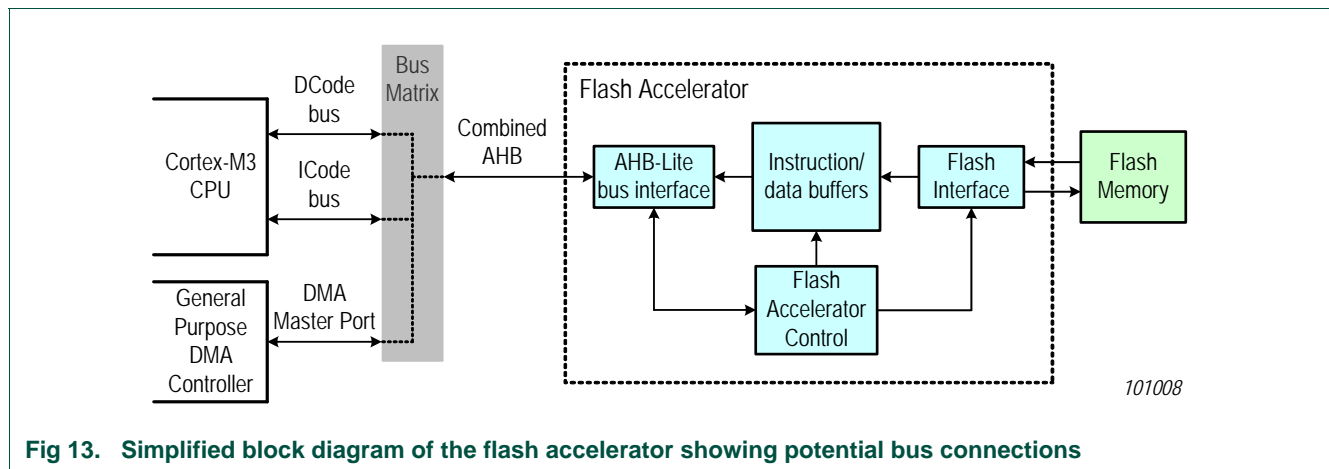 DCode
bus
Bus
Matrix
Cortex-M3
CPU
ICode
bus
General
Purpose
DMA
Controller
DMA
Master Port
Combined
AHB
Flash Accelerator
AHB-Lite
bus interface
Instruction/
data buffers
Flash
Interface
Flash
Memory
Flash
Accelerator
Control
101008
Fig 13. Simplified block diagram of the flash accelerator showing potential bus connections